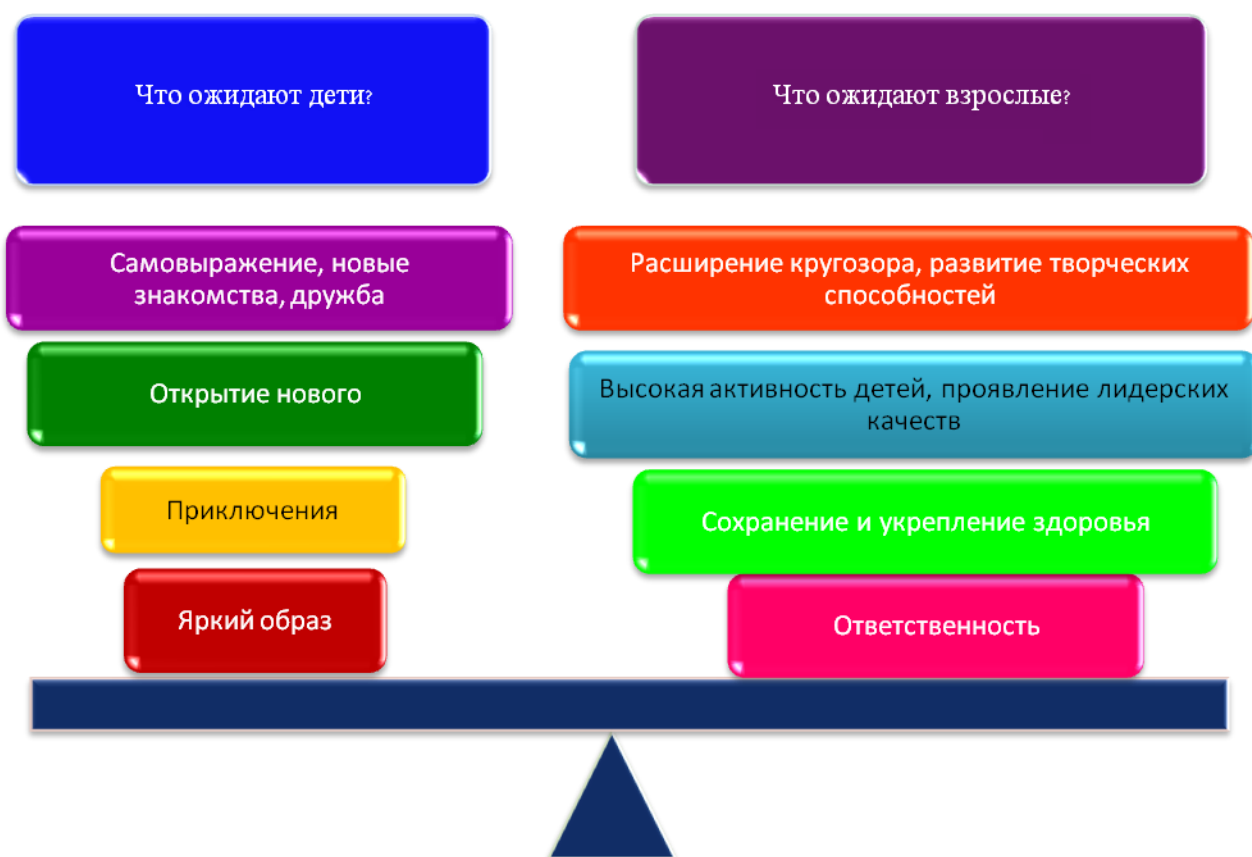 Что ожидают дети?
Что ожидают взрослые?
Самовыражение, новые
знакомства, дружба
Открытие нового
Приключения
Яркий образ
Расширение кругозора, развитие творческих
способностей
Высокая активность детей, проявление лидерских
качеств
Сохранение и укрепление здоровья
Ответственность